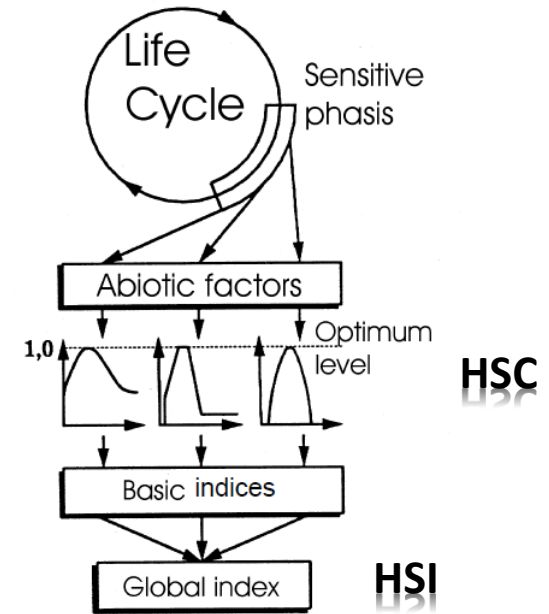 Life
Cycle
Sensitive
phasis
Abiotic factors
1,0
Optimum
level
HSC
Basic indices
Global index
HSI